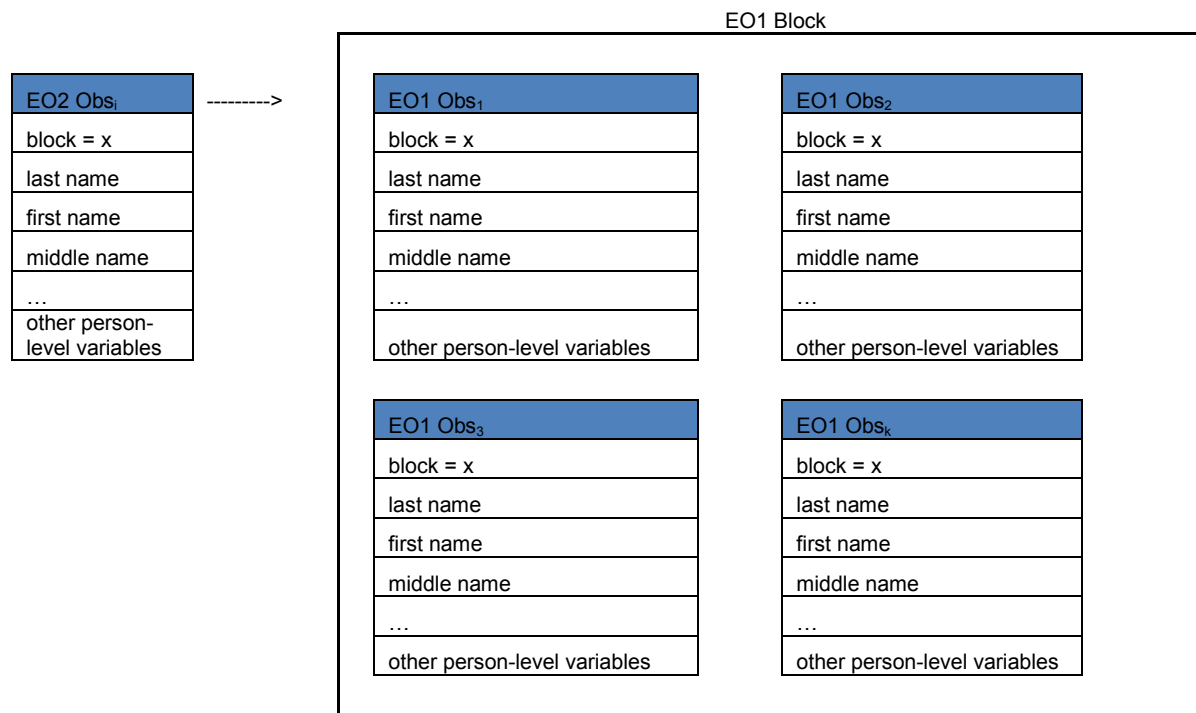 EO1 Block
EO2 Obsᵢ
--------->
block = x
last name
first name
middle name
…
other person-
level variables
EO1 Obs₁
block = x
last name
first name
middle name
…
other person-level variables
EO1 Obs₂
block = x
last name
first name
middle name
…
other person-level variables
EO1 Obs₃
block = x
last name
first name
middle name
…
other person-level variables
EO1 Obsₖ
block = x
last name
first name
middle name
…
other person-level variables